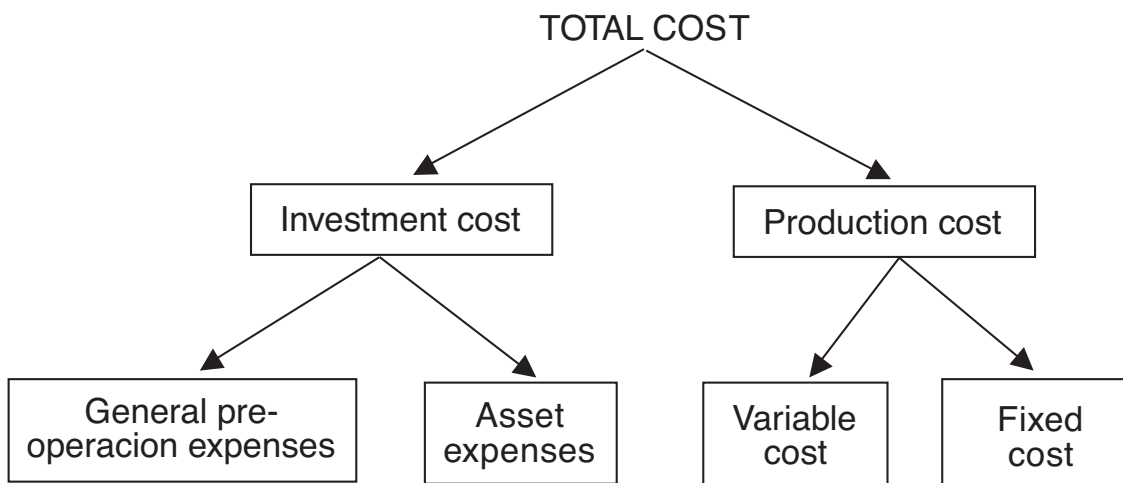 TOTAL COST
Investment cost
Production cost
General pre-
operacion expenses
Asset
expenses
Variable
cost
Fixed
cost